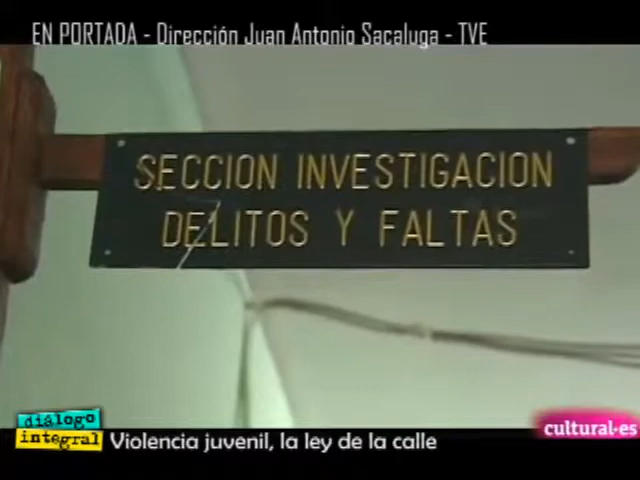 EN PORTADA - Dirección Juan Antonio Sacaluga - TVE
SECCION INVESTIGACION
DELITOS Y FALTAS
diálogo
integral
Violencia juvenil, la ley de la calle
cultural·es